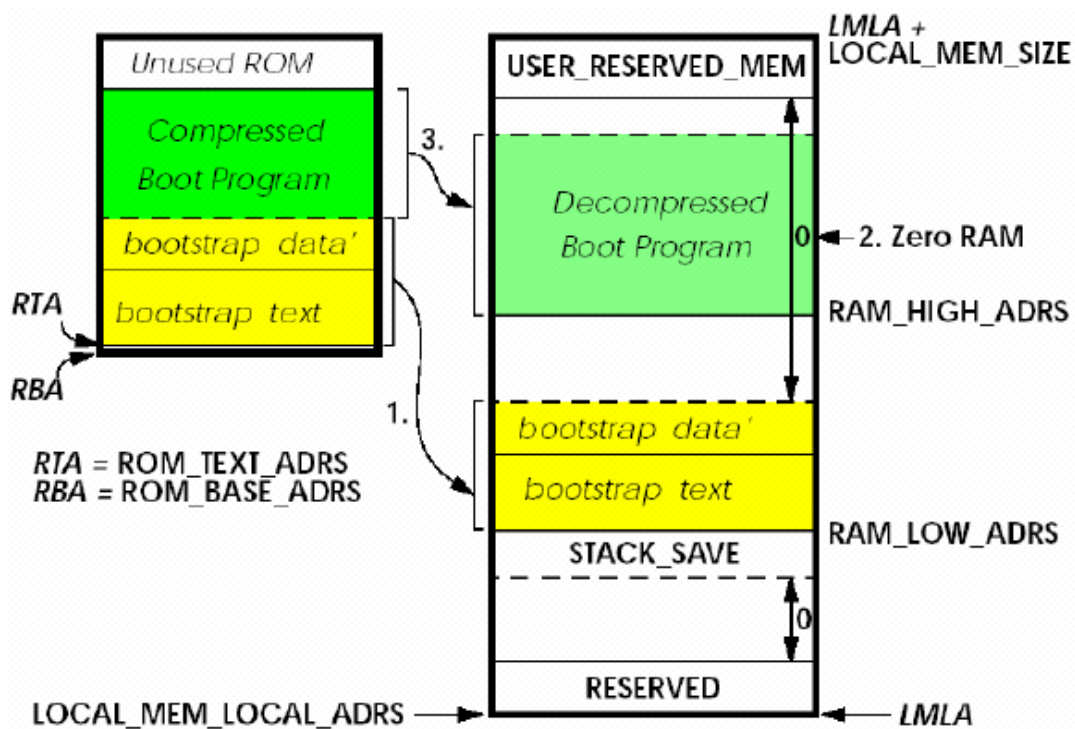 Unused ROM
Compressed
Boot Program
bootstrap data'
bootstrap text
RTA
RBA
RTA = ROM_TEXT_ADRS
RBA = ROM_BASE_ADRS
3.
1.
LMLA +
LOCAL_MEM_SIZE
USER_RESERVED_MEM
Decompressed
Boot Program
0
2. Zero RAM
RAM_HIGH_ADRS
bootstrap data'
bootstrap text
RAM_LOW_ADRS
STACK_SAVE
0
RESERVED
LOCAL_MEM_LOCAL_ADRS
LMLA